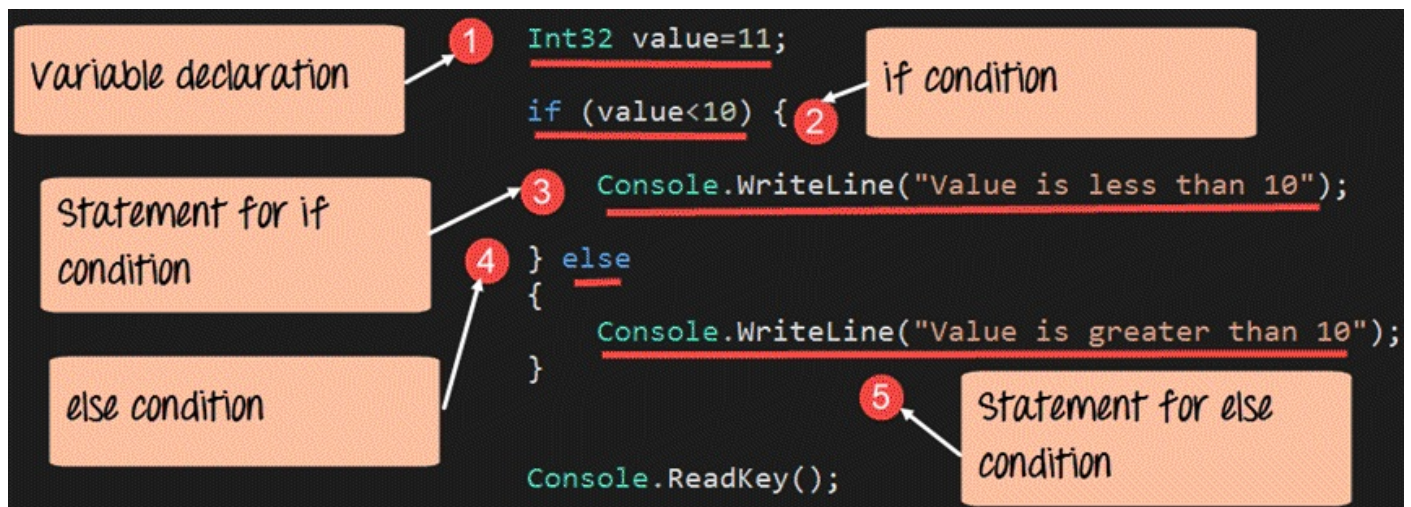 Variable declaration
1
Int32 value=11;
if condition
if (value<10) {
2
Statement for if
condition
3
Console.WriteLine("Value is less than 10");
4
} else
{
else condition
Console.WriteLine("Value is greater than 10");
}
5
Statement for else
condition
Console.ReadKey();